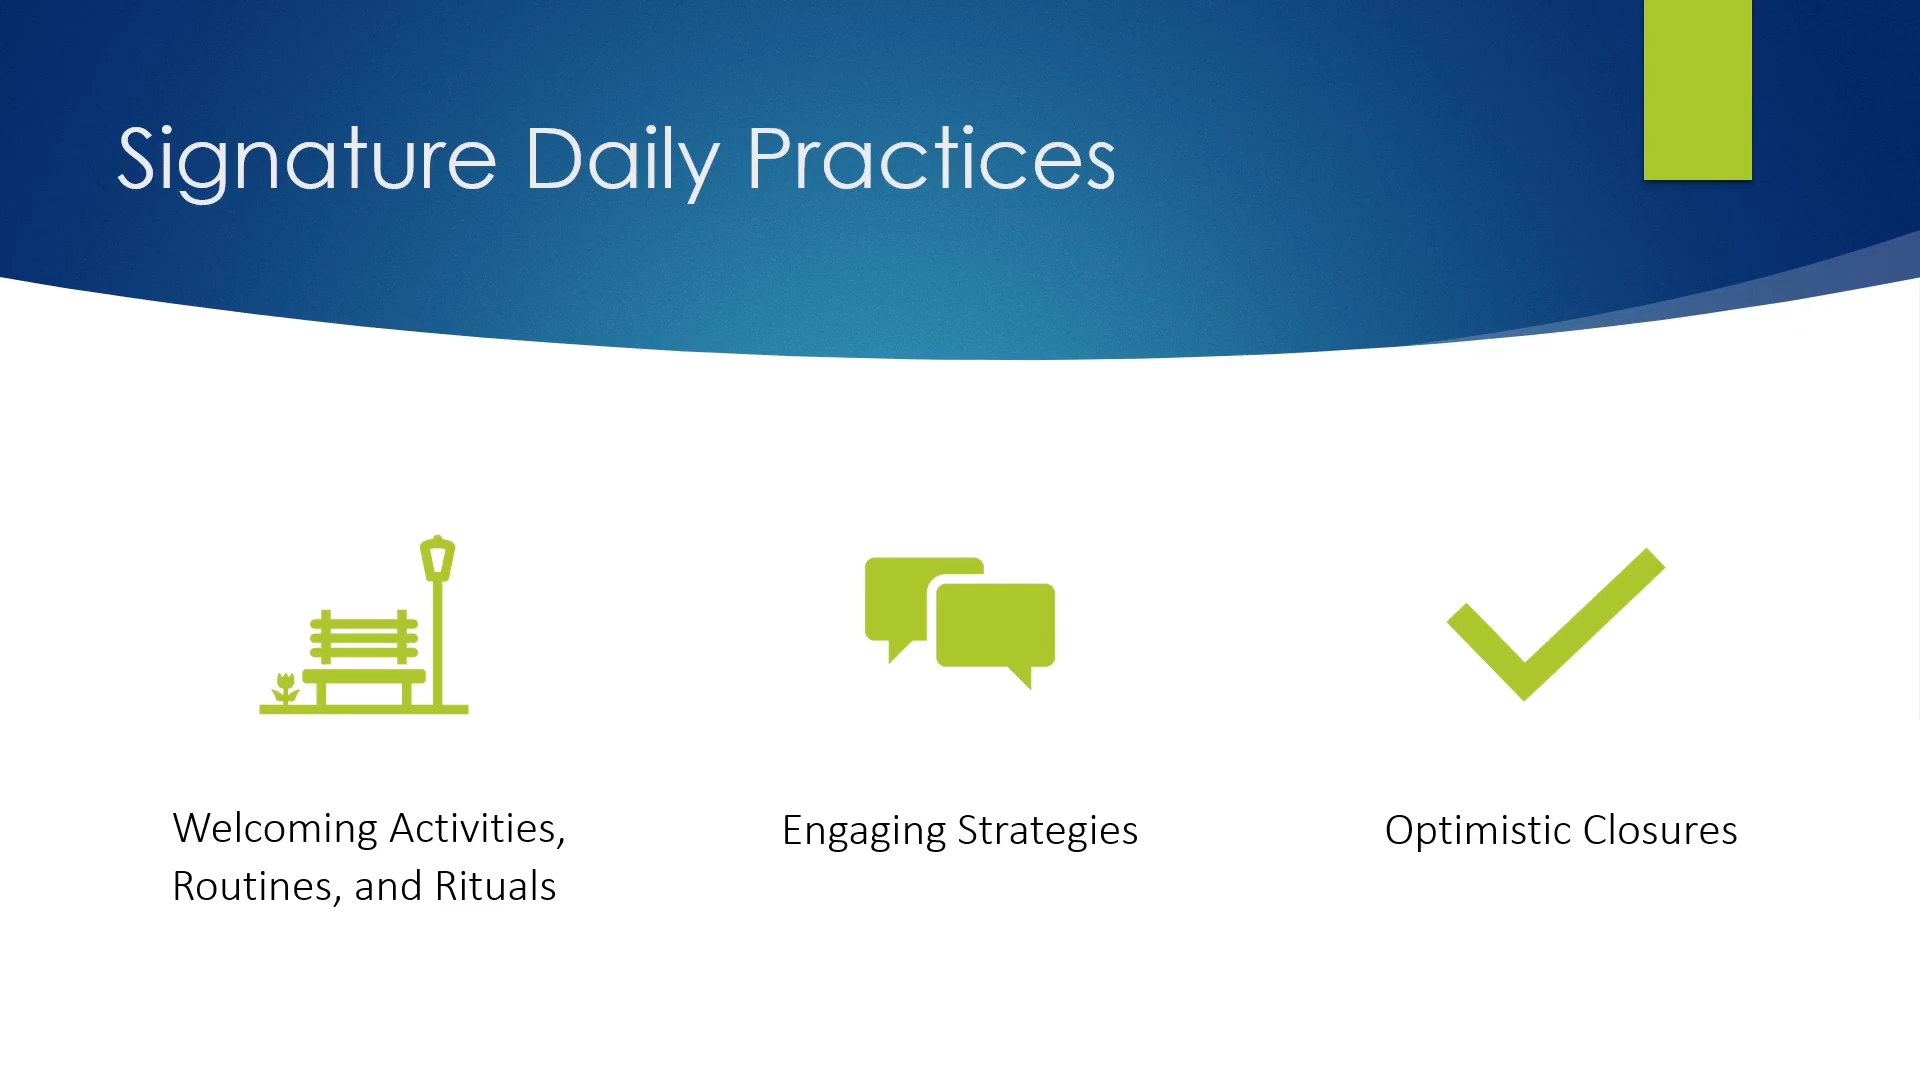 Signature Daily Practices
Welcoming Activities,
Routines, and Rituals
Engaging Strategies
Optimistic Closures